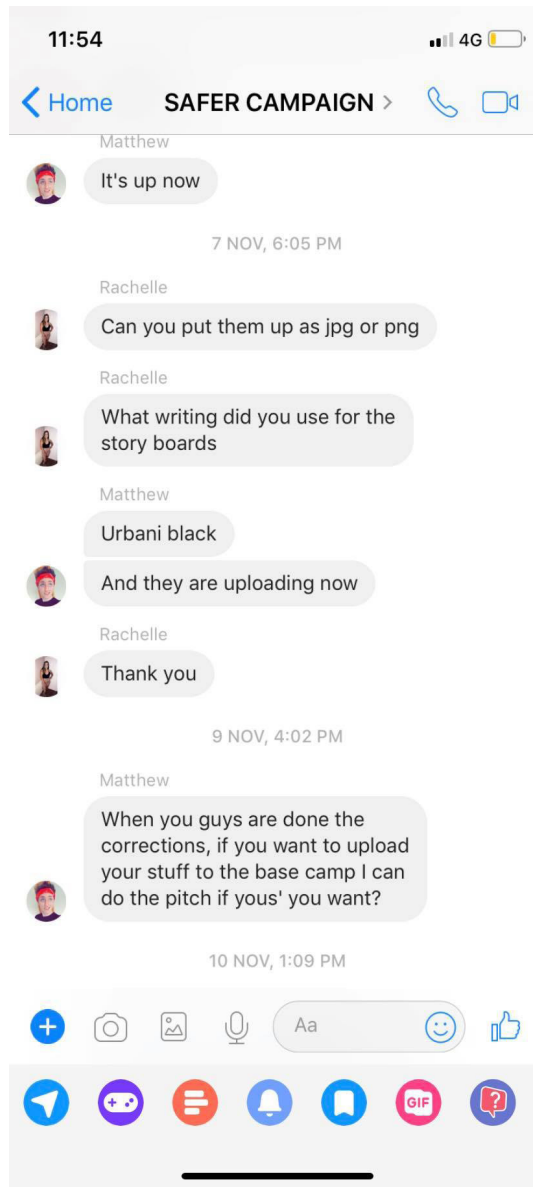 11:54
4G
Home
SAFER CAMPAIGN >
Matthew
It's up now
7 NOV, 6:05 PM
Rachelle
Can you put them up as jpg or png
Rachelle
What writing did you use for the
story boards
Matthew
Urbani black
And they are uploading now
Rachelle
Thank you
9 NOV, 4:02 PM
Matthew
When you guys are done the
corrections, if you want to upload
your stuff to the base camp I can
do the pitch if yous' you want?
10 NOV, 1:09 PM
Aa
GIF
?